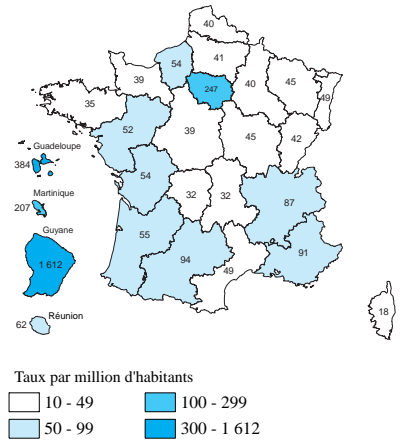 40
54
41
39
247
40
45
49
35
52
39
45
42
Guadeloupe
384
54
Martinique
207
32
32
87
Guyane
55
94
91
1 612
49
62
Réunion
18
Taux par million d'habitants
10 - 49
100 - 299
50 - 99
300 - 1 612